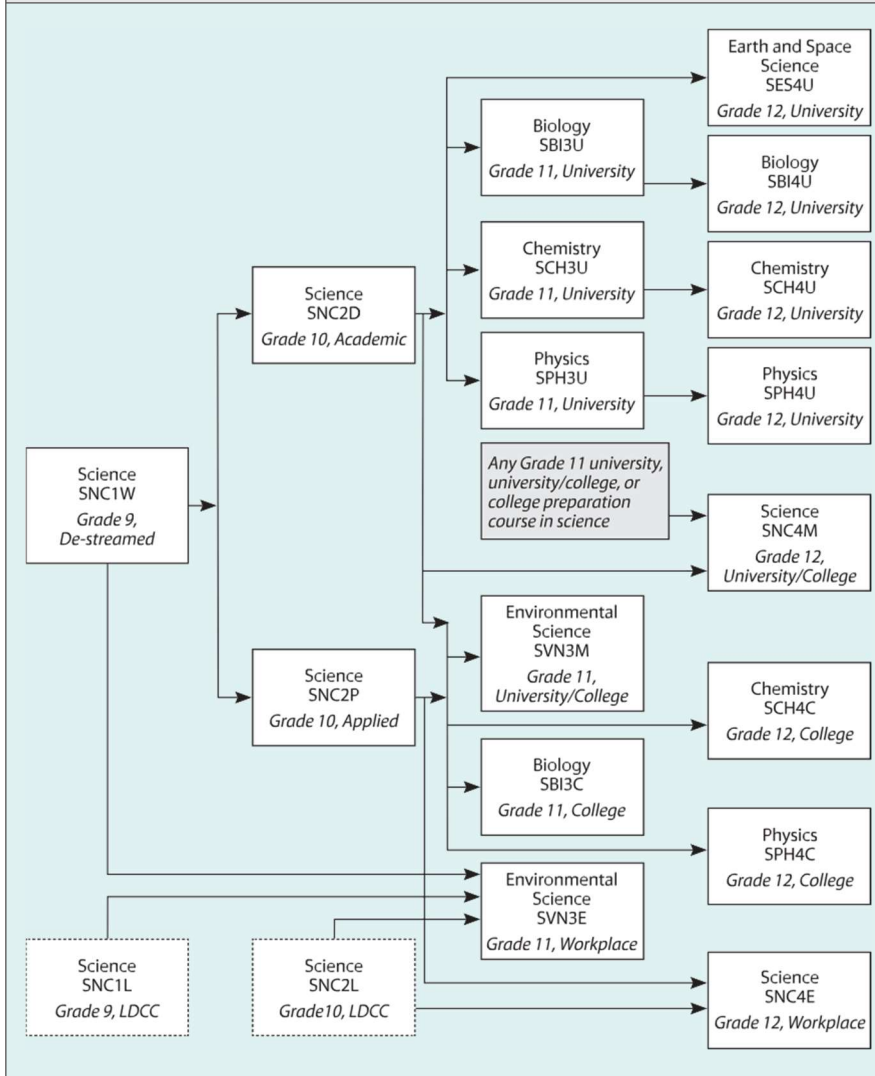 Earth and Space
Science
SES4U
Grade 12, University
Biology
SBI3U
Grade 11, University
Biology
SBI4U
Grade 12, University
Chemistry
SCH3U
Grade 11, University
Chemistry
SCH4U
Grade 12, University
Science
SNC2D
Grade 10, Academic
Physics
SPH3U
Grade 11, University
Physics
SPH4U
Grade 12, University
Any Grade 11 university,
university/college, or
college preparation
course in science
Science
SNC1W
Grade 9,
De-streamed
Science
SNC4M
Grade 12,
University/College
Environmental
Science
SVN3M
Grade 11,
University/College
Science
SNC2P
Grade 10, Applied
Chemistry
SCH4C
Grade 12, College
Biology
SBI3C
Grade 11, College
Physics
SPH4C
Grade 12, College
Environmental
Science
SVN3E
Grade 11, Workplace
Science
SNC1L
Grade 9, LDCC
Science
SNC2L
Grade10, LDCC
Science
SNC4E
Grade 12, Workplace